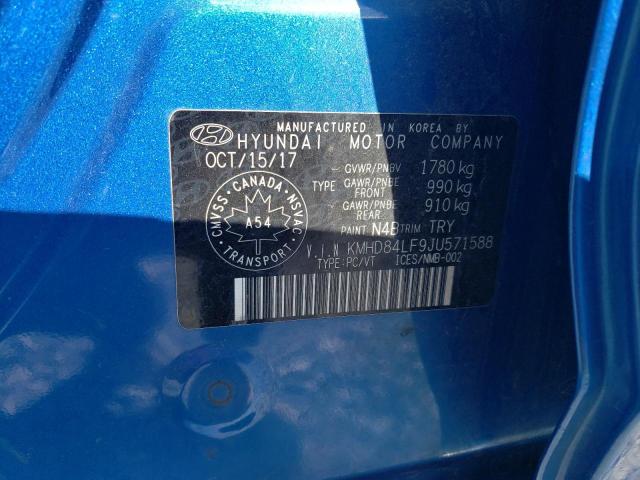 MANUFACTURED IN KOREA BY
HYUNDAI MOTOR COMPANY
OCT/15/17
GVWR/PNBV 1780 kg
TYPE GAWR/PNBE FRONT 990 kg
GAWR/PNBE REAR 910 kg
PAINT N4B TRIM TRY
V.I.N KMHD84LF9JU571588
TYPE:PC/VT ICES/NMB-002
CMVSS · CANADA · NSVAC
A54
TRANSPORT